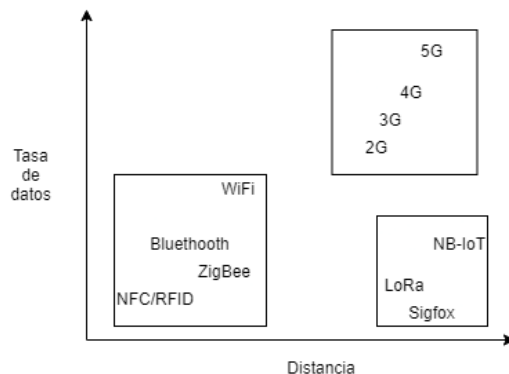 5G
4G
3G
2G
Tasa
de
datos
WiFi
Bluethooth
ZigBee
NFC/RFID
NB-IoT
LoRa
Sigfox
Distancia